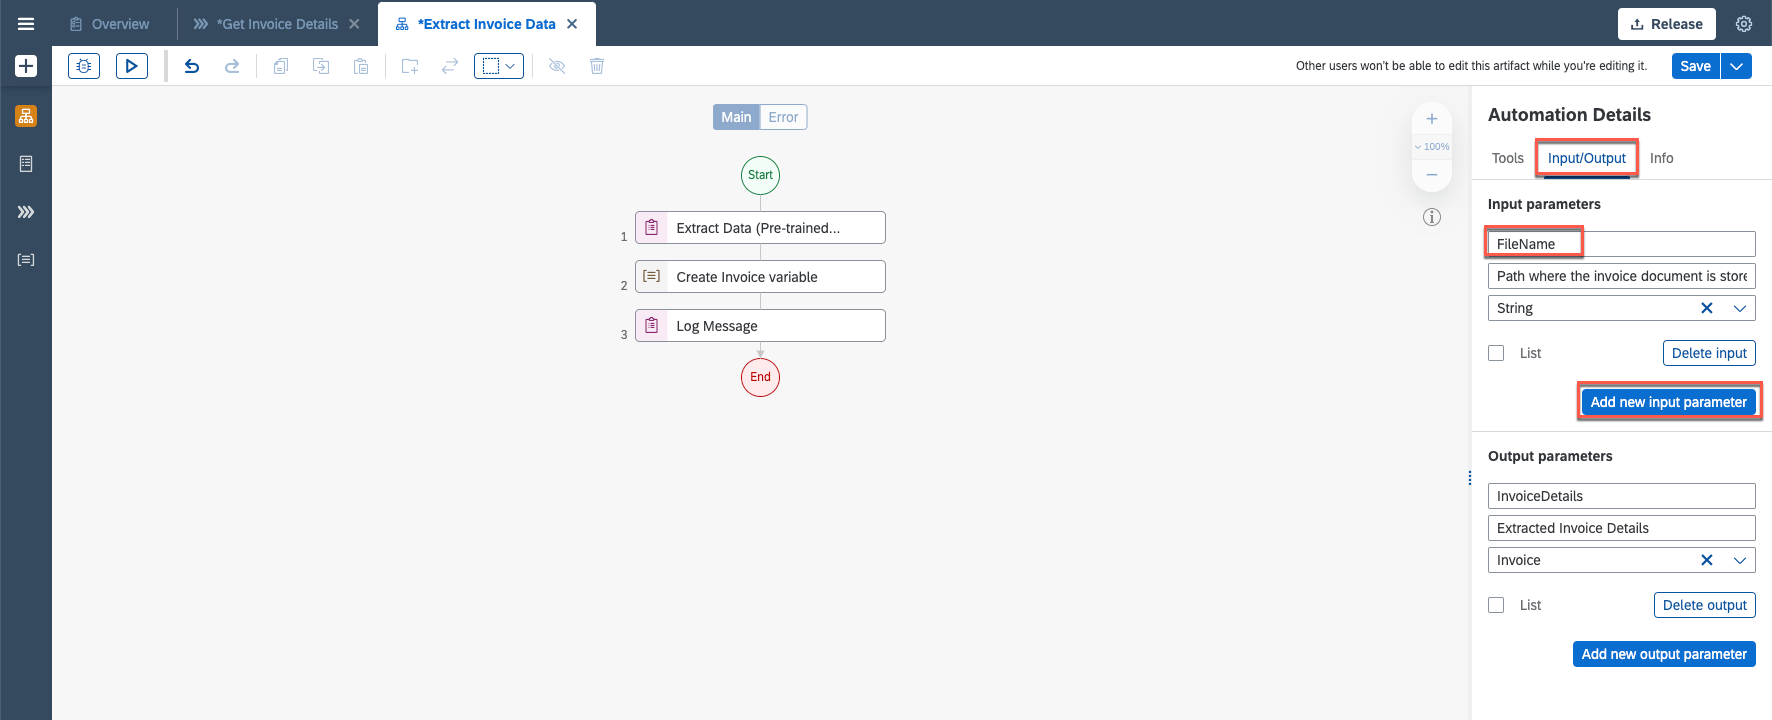 Overview
*Get Invoice Details
*Extract Invoice Data
Release
Other users won't be able to edit this artifact while you're editing it.
Save
Main
Error
100%
Start
1
Extract Data (Pre-trained...
2
Create Invoice variable
3
Log Message
End
Automation Details
Tools
Input/Output
Info
Input parameters
FileName
Path where the invoice document is store
String
List
Delete input
Add new input parameter
Output parameters
InvoiceDetails
Extracted Invoice Details
Invoice
List
Delete output
Add new output parameter